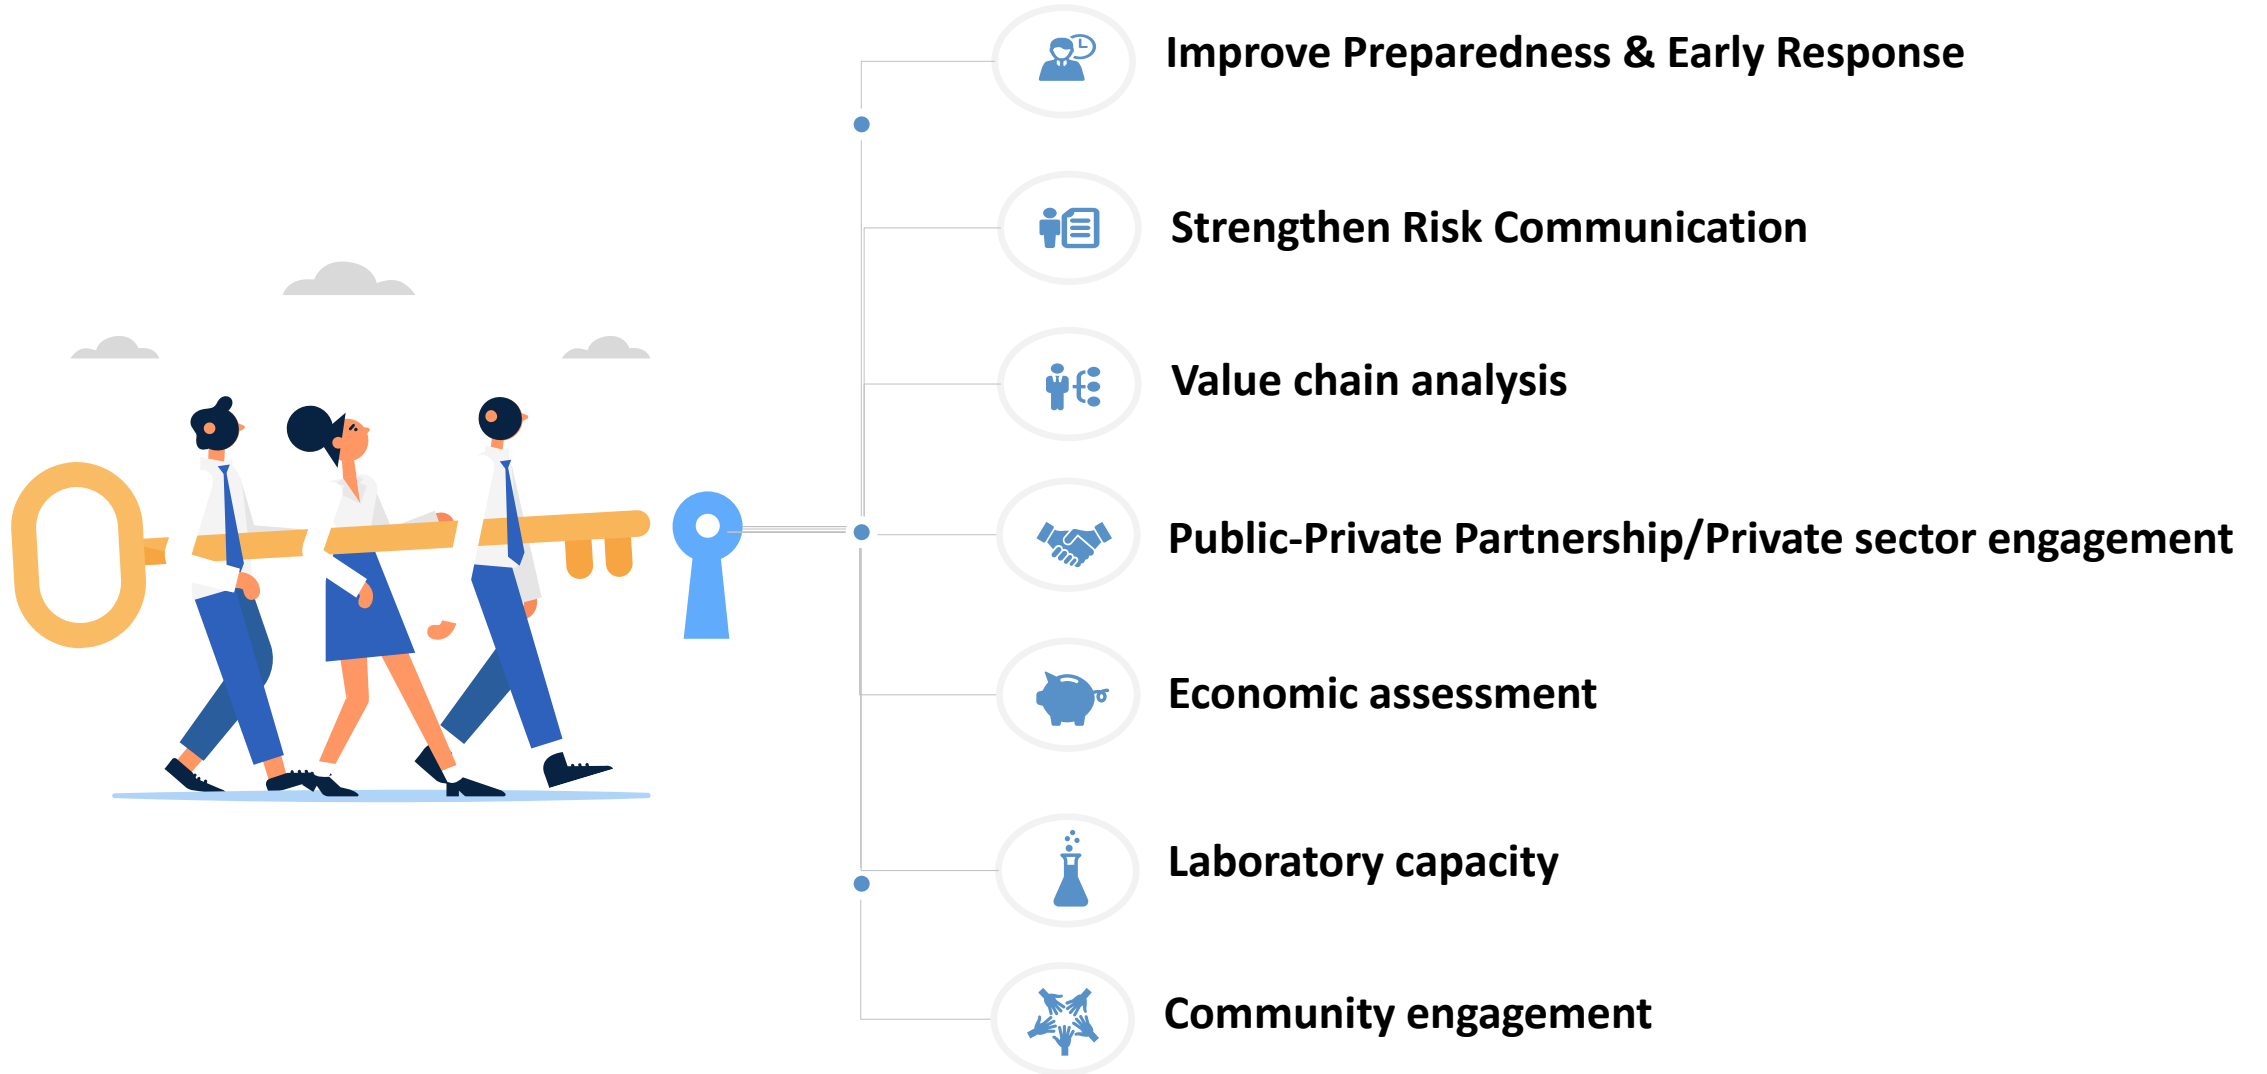 Improve Preparedness & Early Response
Strengthen Risk Communication
Value chain analysis
Public-Private Partnership/Private sector engagement
Economic assessment
Laboratory capacity
Community engagement